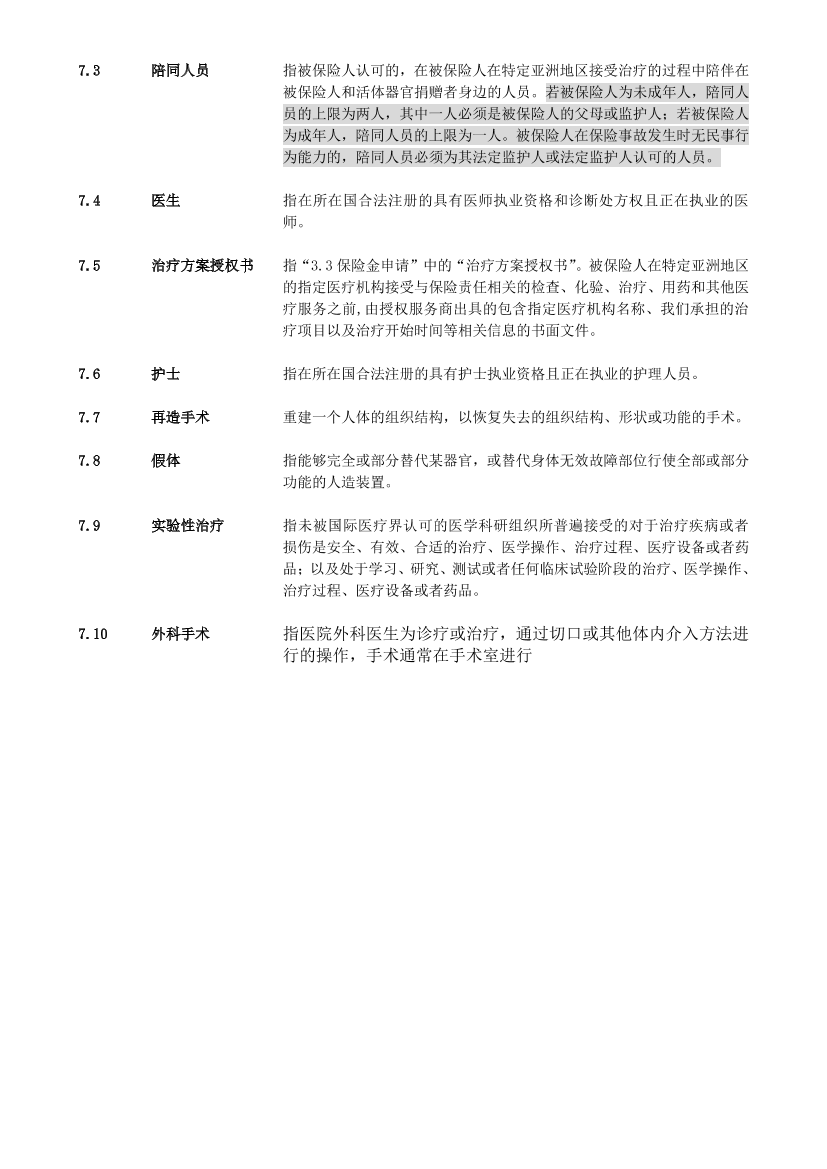 7.3 陪同人员 指被保险人认可的，在被保险人在特定亚洲地区接受治疗的过程中陪伴在
被保险人和活体器官捐赠者身边的人员。若被保险人为未成年人，陪同人
员的上限为两人，其中一人必须是被保险人的父母或监护人；若被保险人
为成年人，陪同人员的上限为一人。被保险人在保险事故发生时无民事行
为能力的，陪同人员必须为其法定监护人或法定监护人认可的人员。
7.4 医生 指在所在国合法注册的具有医师执业资格和诊断处方权且正在执业的医
师。
7.5 治疗方案授权书 指“3.3 保险金申请”中的“治疗方案授权书”。被保险人在特定亚洲地区
的指定医疗机构接受与保险责任相关的检查、化验、治疗、用药和其他医
疗服务之前,由授权服务商出具的包含指定医疗机构名称、我们承担的治
疗项目以及治疗开始时间等相关信息的书面文件。
7.6 护士 指在所在国合法注册的具有护士执业资格且正在执业的护理人员。
7.7 再造手术 重建一个人体的组织结构，以恢复失去的组织结构、形状或功能的手术。
7.8 假体 指能够完全或部分替代某器官，或替代身体无效故障部位行使全部或部分
功能的人造装置。
7.9 实验性治疗 指未被国际医疗界认可的医学科研组织所普遍接受的对于治疗疾病或者
损伤是安全、有效、合适的治疗、医学操作、治疗过程、医疗设备或者药
品；以及处于学习、研究、测试或者任何临床试验阶段的治疗、医学操作、
治疗过程、医疗设备或者药品。
7.10 外科手术 指医院外科医生为诊疗或治疗，通过切口或其他体内介入方法进
行的操作，手术通常在手术室进行